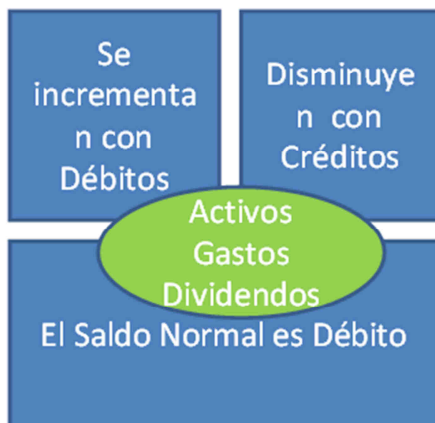 Se
incrementa
n con
Débitos
Disminuye
n con
Créditos
Activos
Gastos
Dividendos
El Saldo Normal es Débito